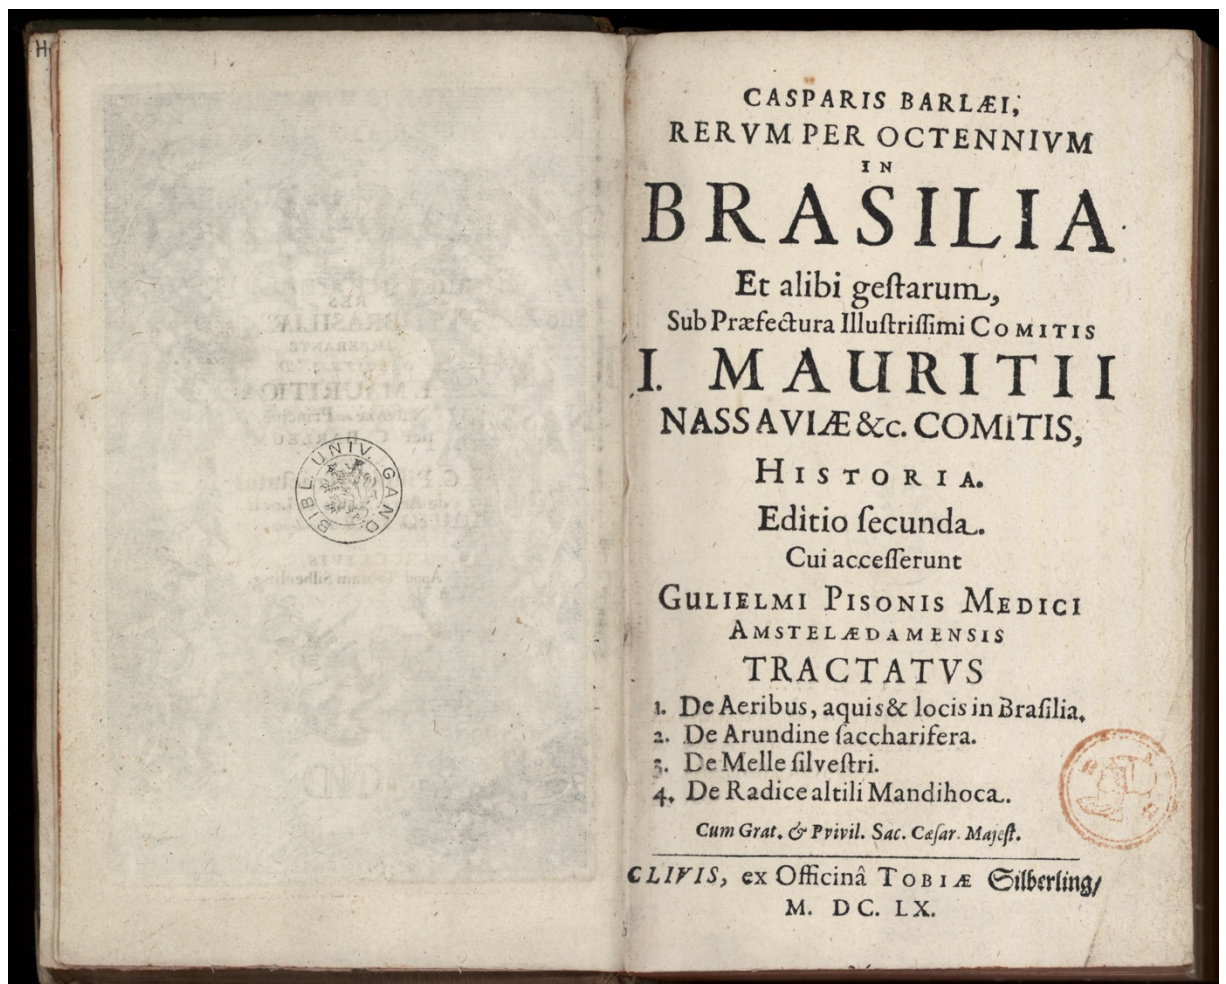 H
BIBL. UNIV. GAND
CASPARIS BARLÆI,
RERVM PER OCTENNIVM
IN
BRASILIA
Et alibi gestarum,
Sub Præfectura Illustrissimi COMITIS
I. MAURITII
NASSAVIÆ &c. COMITIS,
HISTORIA.
Editio secunda.
Cui accesserunt
GULIELMI PISONIS MEDICI
AMSTELÆDAMENSIS
TRACTATVS
1. De Aeribus, aquis & locis in Brasilia.
2. De Arundine saccharifera.
3. De Melle silvestri.
4. De Radice altili Mandihoca.
Cum Grat. & Privil. Sac. Cæsar. Majest.
CLIVIS, ex Officinâ TOBIÆ Silberling/
M. DC. LX.